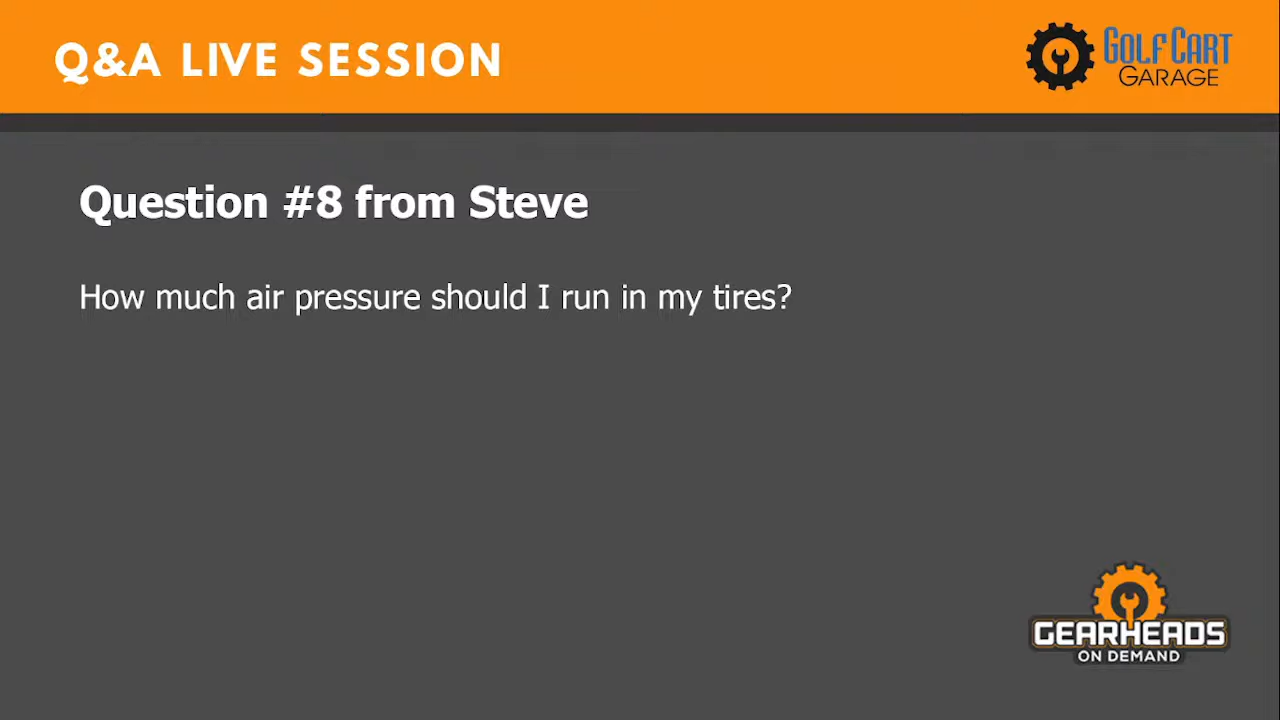 Q&A LIVE SESSION
GOLF CART
GARAGE
Question #8 from Steve
How much air pressure should I run in my tires?
GEARHEADS
ON DEMAND